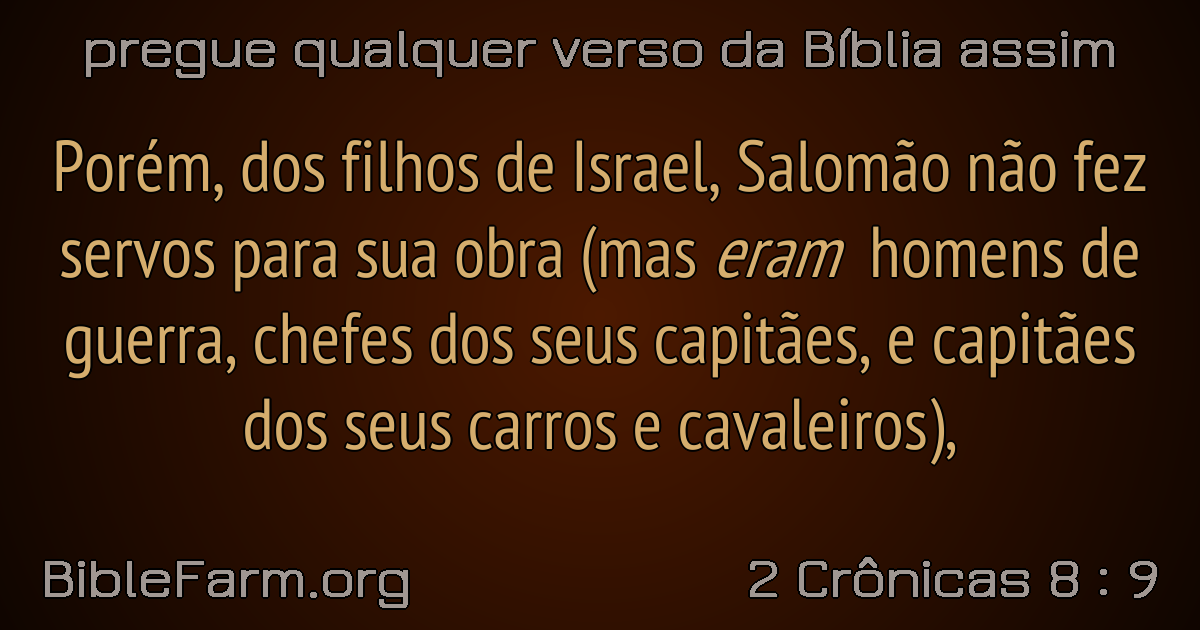 pregue qualquer verso da Bíblia assim
Porém, dos filhos de Israel, Salomão não fez
servos para sua obra (mas eram homens de
guerra, chefes dos seus capitães, e capitães
dos seus carros e cavaleiros),
BibleFarm.org
2 Crônicas 8 : 9